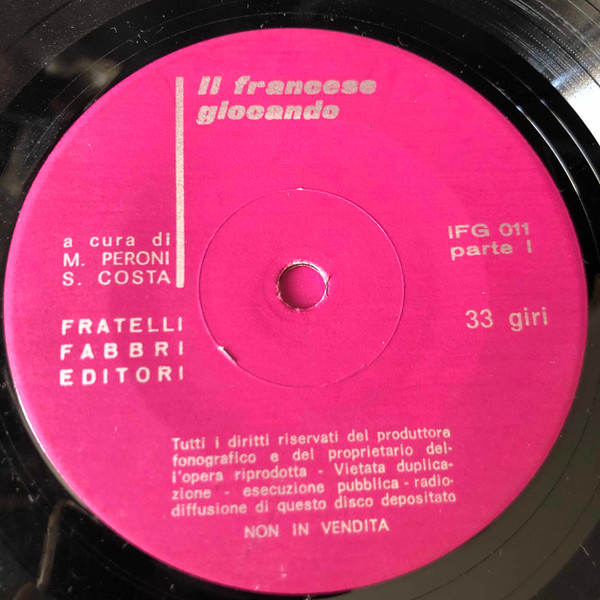 Il francese
giocando
a cura di
M. PERONI
S. COSTA
IFG 011
parte I
33 giri
FRATELLI
FABBRI
EDITORI
Tutti i diritti riservati del produttore
fonografico e del proprietario del-
l'opera riprodotta - Vietata duplica-
zione - esecuzione pubblica - radio-
diffusione di questo disco depositato
NON IN VENDITA